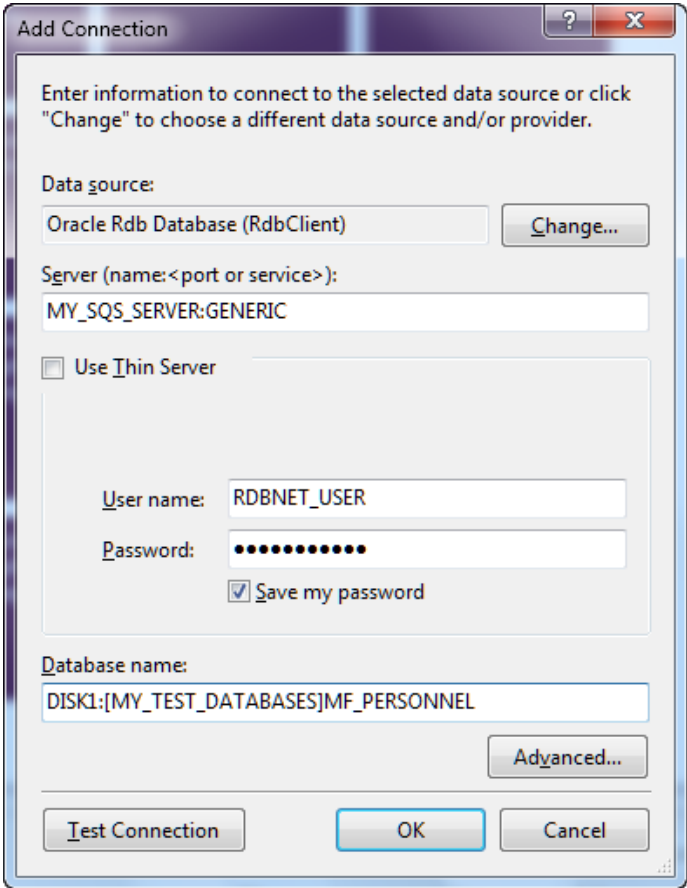 Add Connection
?
Enter information to connect to the selected data source or click
"Change" to choose a different data source and/or provider.
Data source:
Oracle Rdb Database (RdbClient)
Change...
Server (name:<port or service>):
MY_SQS_SERVER:GENERIC
Use Thin Server
User name:
RDBNET_USER
Password:
●●●●●●●●●●●
Save my password
Database name:
DISK1:[MY_TEST_DATABASES]MF_PERSONNEL
Advanced...
Test Connection
OK
Cancel